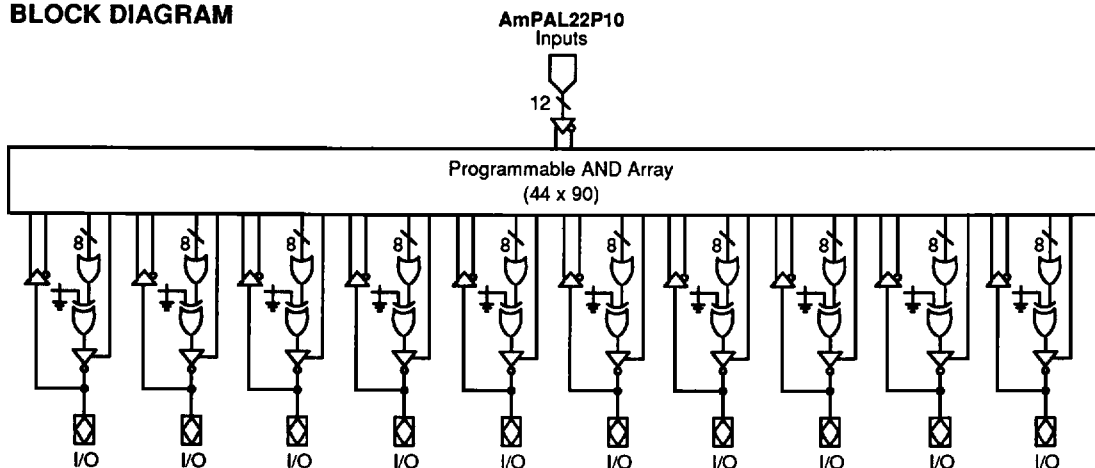 BLOCK DIAGRAM
AmPAL22P10
Inputs
12
Programmable AND Array
(44 x 90)
8 8 8 8 8 8 8 8 8 8
I/O I/O I/O I/O I/O I/O I/O I/O I/O I/O